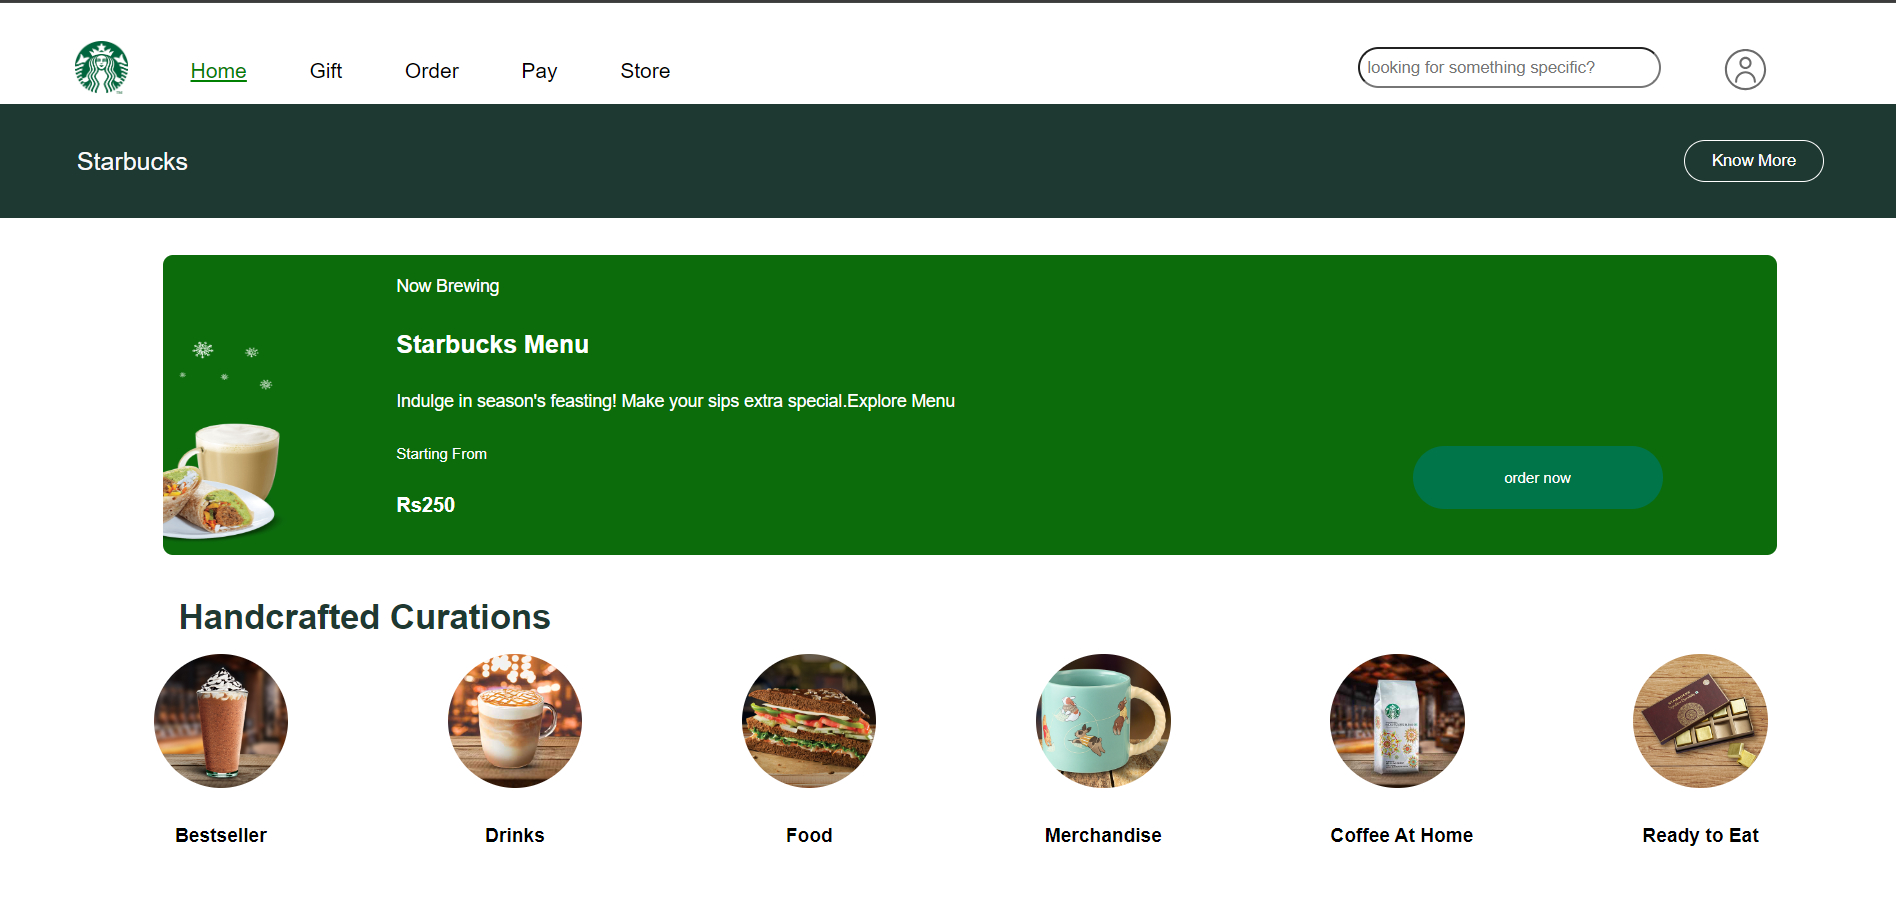 Home Gift Order Pay Store looking for something specific?
Starbucks Know More
Now Brewing
Starbucks Menu
Indulge in season's feasting! Make your sips extra special.Explore Menu
Starting From
order now
Rs250
Handcrafted Curations
Bestseller Drinks Food Merchandise Coffee At Home Ready to Eat